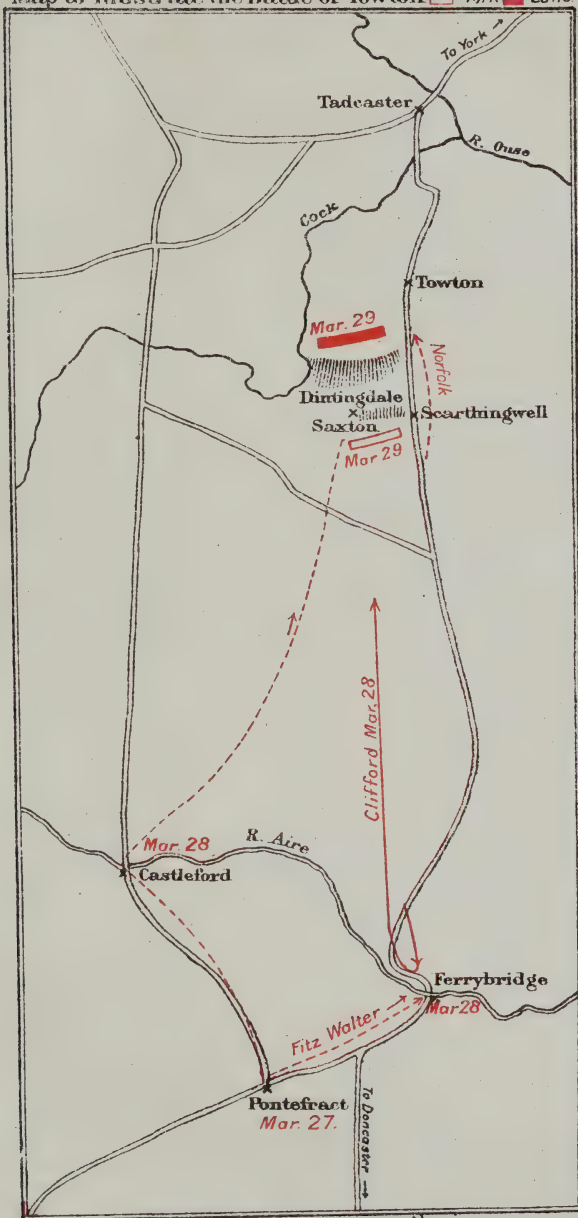 Map to illustrate the Battle of Towton York
To York →
Tadcaster
R. Ouse
Cock
Towton
Mar. 29
Norfolk
Dintingdale
Saxton
Scarthingwell
Mar 29
Clifford Mar. 28
Mar. 28
R. Aire
Castleford
Ferrybridge
Mar 28
Fitz Walter →
Pontefract
Mar. 27.
To Doncaster →